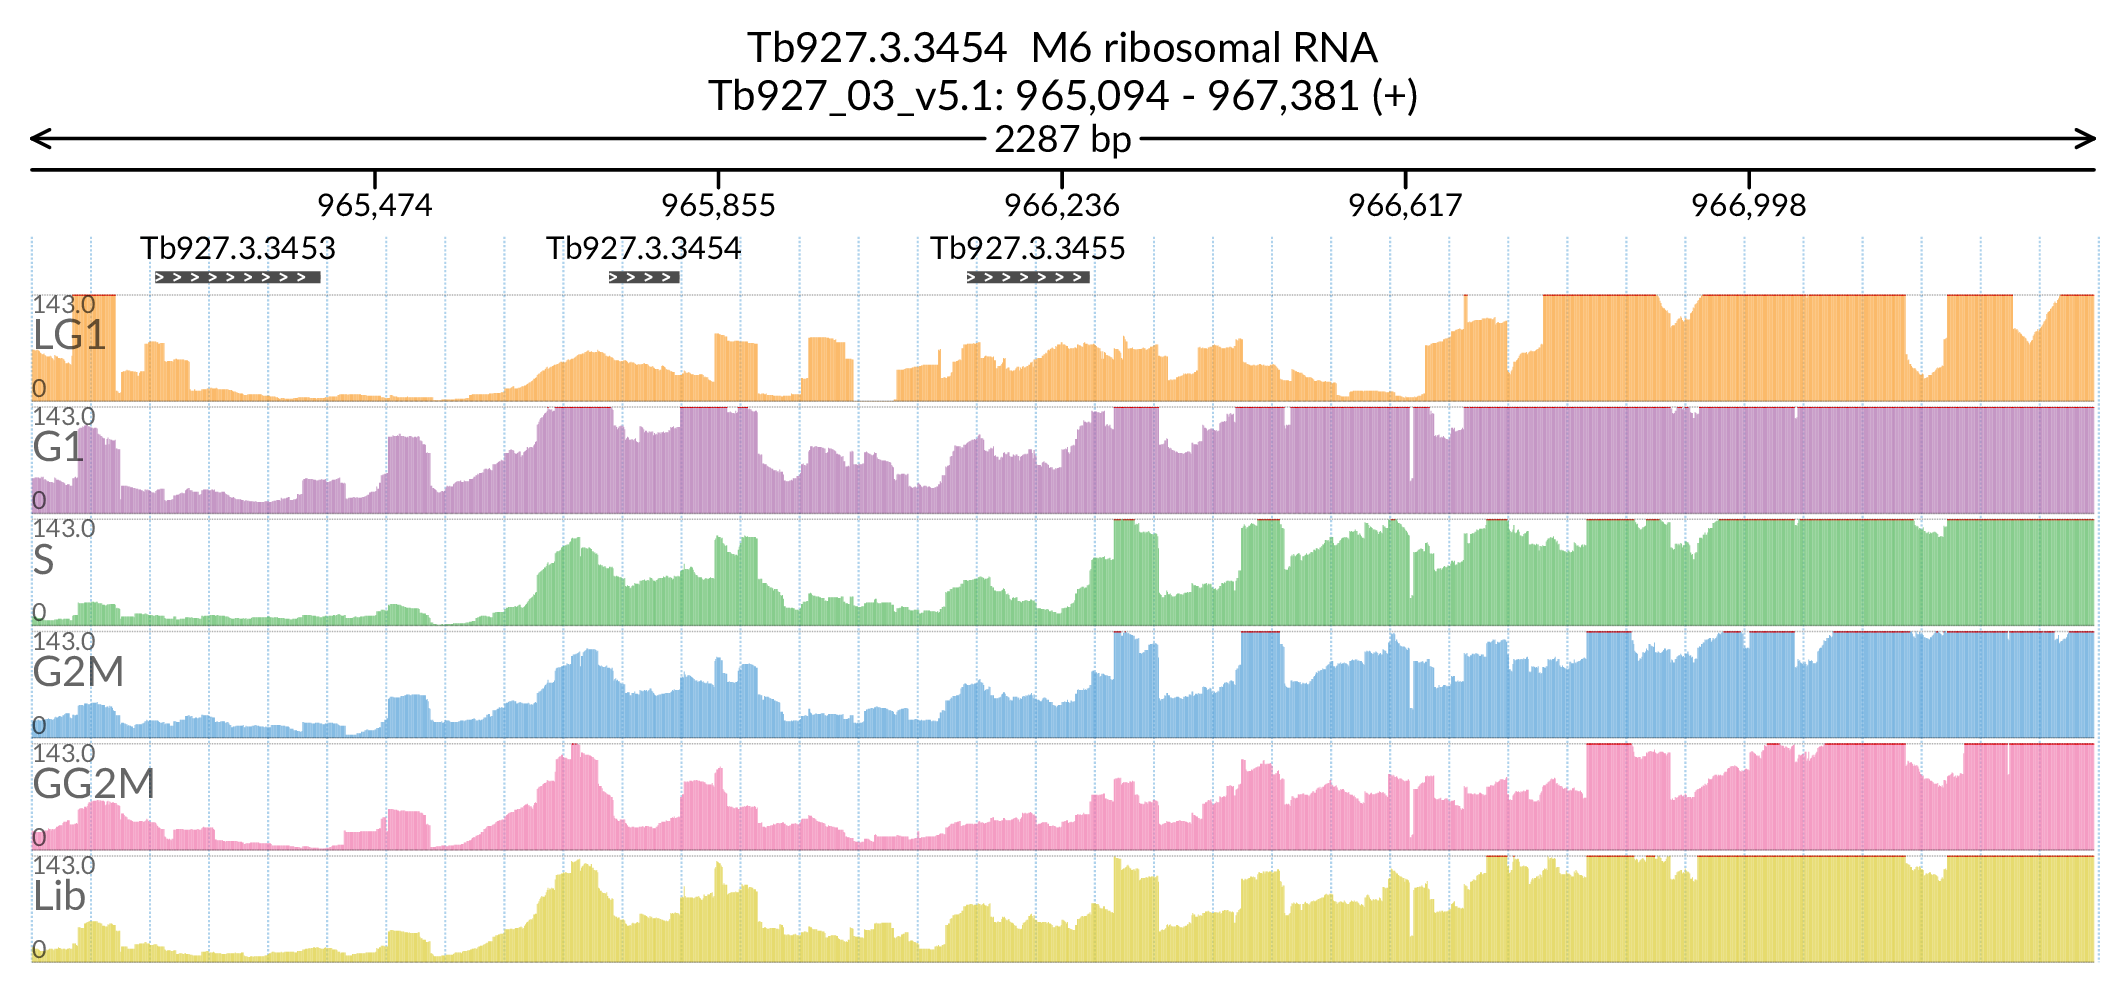 Tb927.3.3454  M6 ribosomal RNA
Tb927_03_v5.1: 965,094 - 967,381 (+)
2287 bp
965,474 965,855 966,236 966,617 966,998
Tb927.3.3453 Tb927.3.3454 Tb927.3.3455
143.0
LG1
0
143.0
G1
0
143.0
S
0
143.0
G2M
0
143.0
GG2M
0
143.0
Lib
0